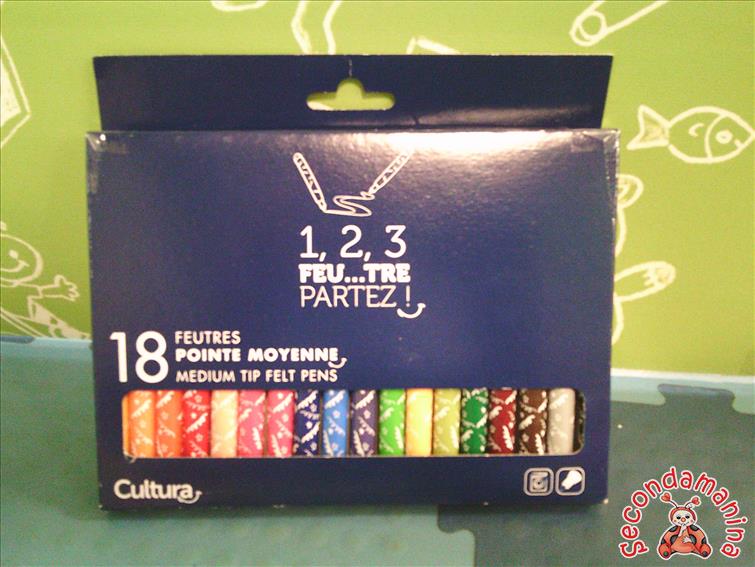 1, 2, 3
FEU...TRE
PARTEZ !
18 FEUTRES
POINTE MOYENNE
MEDIUM TIP FELT PENS
Cultura
Secondamanina